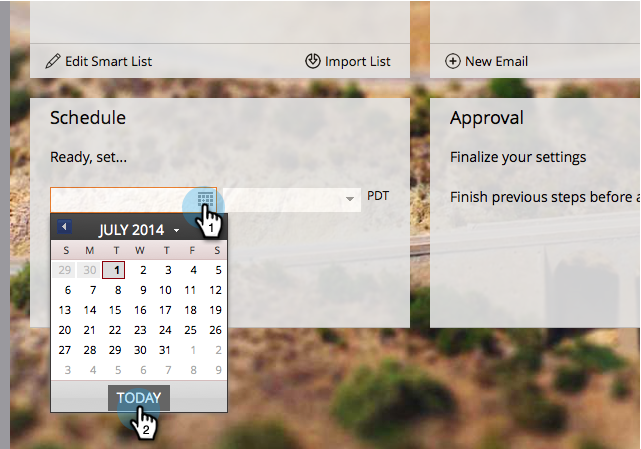 Edit Smart List
Import List
New Email
Schedule
Ready, set...
PDT
1
JULY 2014
S M T W T F S
29 30 1 2 3 4 5
6 7 8 9 10 11 12
13 14 15 16 17 18 19
20 21 22 23 24 25 26
27 28 29 30 31 1 2
3 4 5 6 7 8 9
TODAY
2
Approval
Finalize your settings
Finish previous steps before a